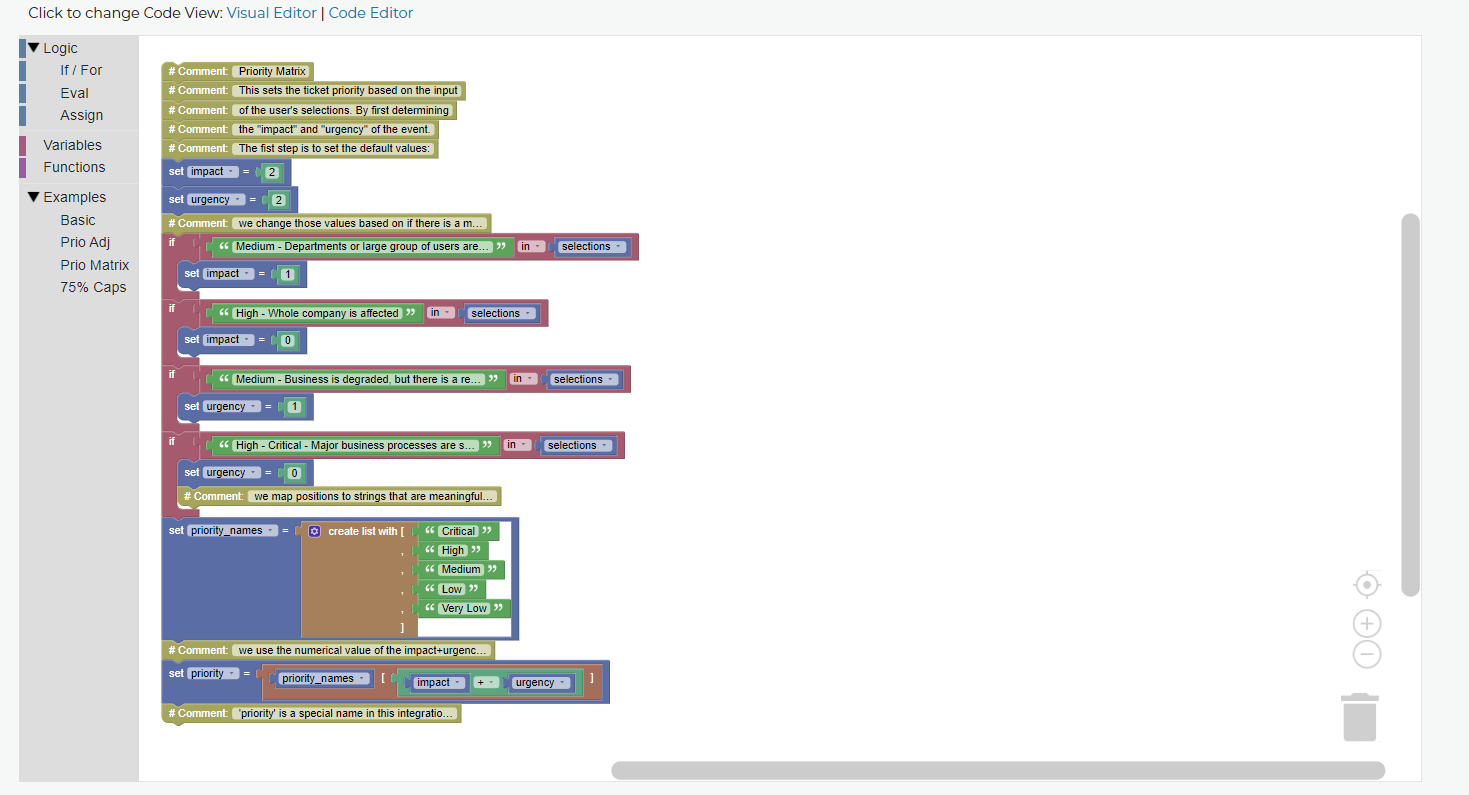 Click to change Code View: Visual Editor | Code Editor
Logic
If / For
Eval
Assign
Variables
Functions
Examples
Basic
Prio Adj
Prio Matrix
75% Caps
# Comment: Priority Matrix
# Comment: This sets the ticket priority based on the input
# Comment: of the user's selections. By first determining
# Comment: the "impact" and "urgency" of the event.
# Comment: The fist step is to set the default values:
set impact = 2
set urgency = 2
# Comment: we change those values based on if there is a m...
if “ Medium - Departments or large group of users are... ” in selections
set impact = 1
if “ High - Whole company is affected ” in selections
set impact = 0
if “ Medium - Business is degraded, but there is a re... ” in selections
set urgency = 1
if “ High - Critical - Major business processes are s... ” in selections
set urgency = 0
# Comment: we map positions to strings that are meaningful...
set priority_names = create list with [ “ Critical ”
, “ High ”
, “ Medium ”
, “ Low ”
, “ Very Low ”
]
# Comment: we use the numerical value of the impact+urgenc...
set priority = priority_names [ impact + urgency ]
# Comment: 'priority' is a special name in this integratio...